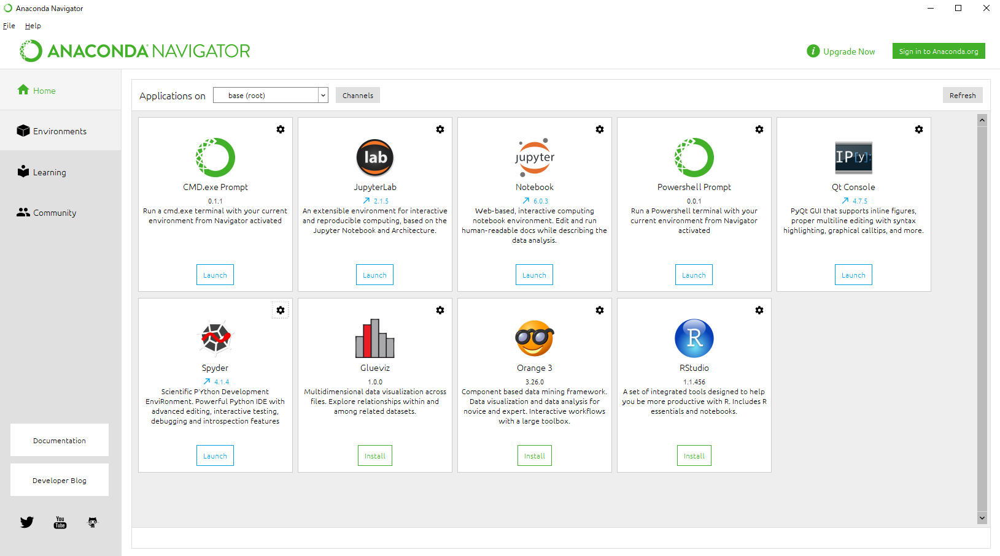 Anaconda Navigator
File Help
ANACONDA NAVIGATOR
Upgrade Now
Sign in to Anaconda.org
Home
Environments
Learning
Community
Documentation
Developer Blog
You
Tube
Applications on
base (root)
Channels
Refresh
CMD.exe Prompt
0.1.1
Run a cmd.exe terminal with your current
environment from Navigator activated
Launch
lab
JupyterLab
2.1.5
An extensible environment for interactive
and reproducible computing, based on the
Jupyter Notebook and Architecture.
Launch
jupyter
Notebook
6.0.3
Web-based, interactive computing
notebook environment. Edit and run
human-readable docs while describing the
data analysis.
Launch
Powershell Prompt
0.0.1
Run a Powershell terminal with your
current environment from Navigator
activated
Launch
IP[y]:
Qt Console
4.7.5
PyQt GUI that supports inline figures,
proper multiline editing with syntax
highlighting, graphical calltips, and more.
Launch
Spyder
4.1.4
Scientific PYthon Development
EnviRonment. Powerful Python IDE with
advanced editing, interactive testing,
debugging and introspection features
Launch
Glueviz
1.0.0
Multidimensional data visualization across
files. Explore relationships within and
among related datasets.
Install
Orange 3
3.26.0
Component based data mining framework.
Data visualization and data analysis for
novice and expert. Interactive workflows
with a large toolbox.
Install
R
RStudio
1.1.456
A set of integrated tools designed to help
you be more productive with R. Includes R
essentials and notebooks.
Install